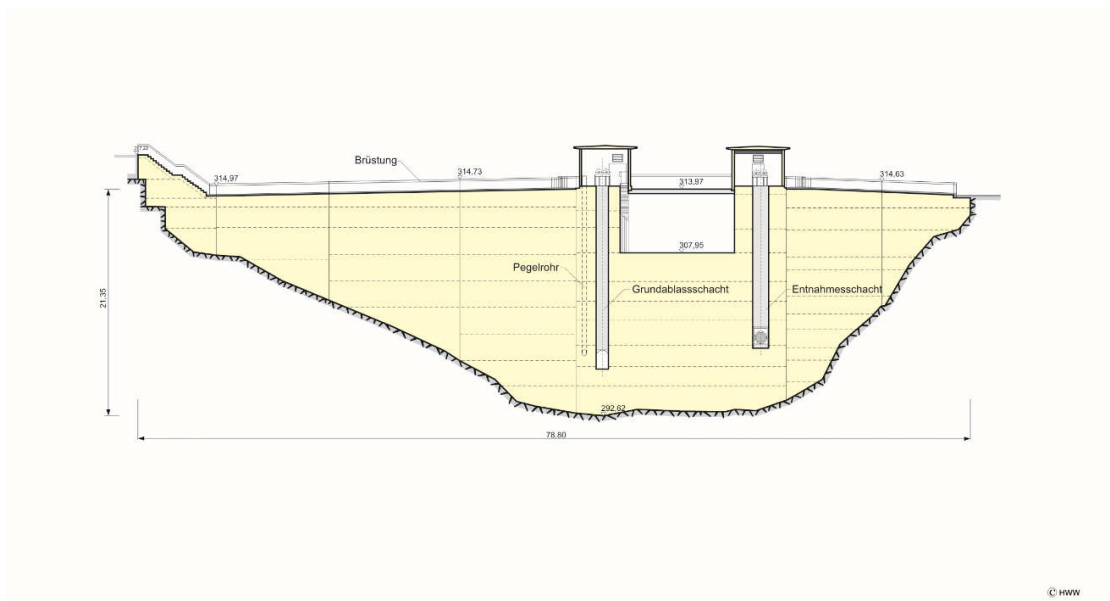 Brüstung
314,97
314,73
313,97
314,63
307,95
Pegelrohr
Grundablassschacht
Entnahmesschacht
21.35
292.62
78.80
© HWW